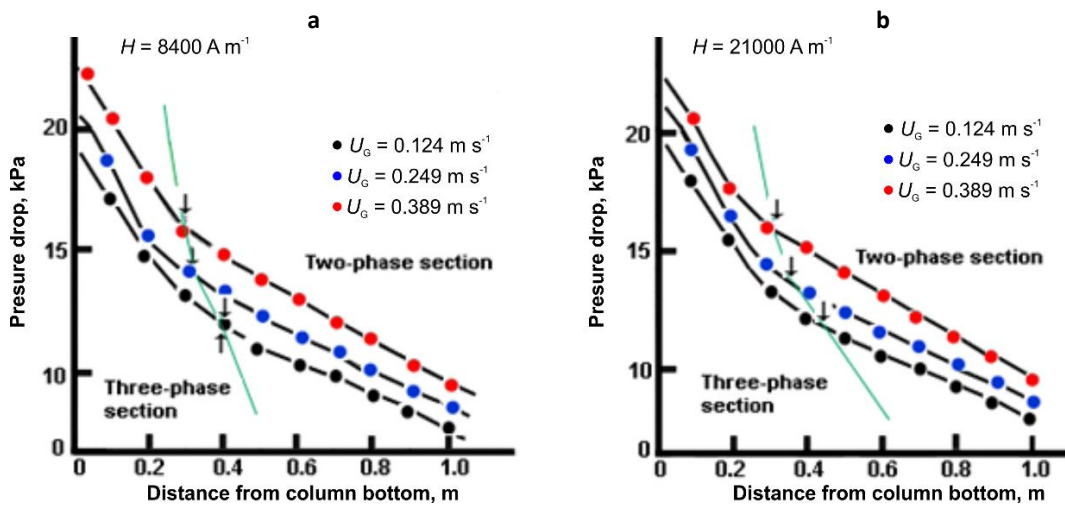 a
H = 8400 A m⁻¹
Presure drop, kPa
20
15
10
0
UG = 0.124 m s⁻¹
UG = 0.249 m s⁻¹
UG = 0.389 m s⁻¹
Two-phase section
Three-phase
section
0 0.2 0.4 0.6 0.8 1.0
Distance from column bottom, m
b
H = 21000 A m⁻¹
Presure drop, kPa
20
15
10
0
UG = 0.124 m s⁻¹
UG = 0.249 m s⁻¹
UG = 0.389 m s⁻¹
Two-phase section
Three-phase
section
0 0.2 0.4 0.6 0.8 1.0
Distance from column bottom, m